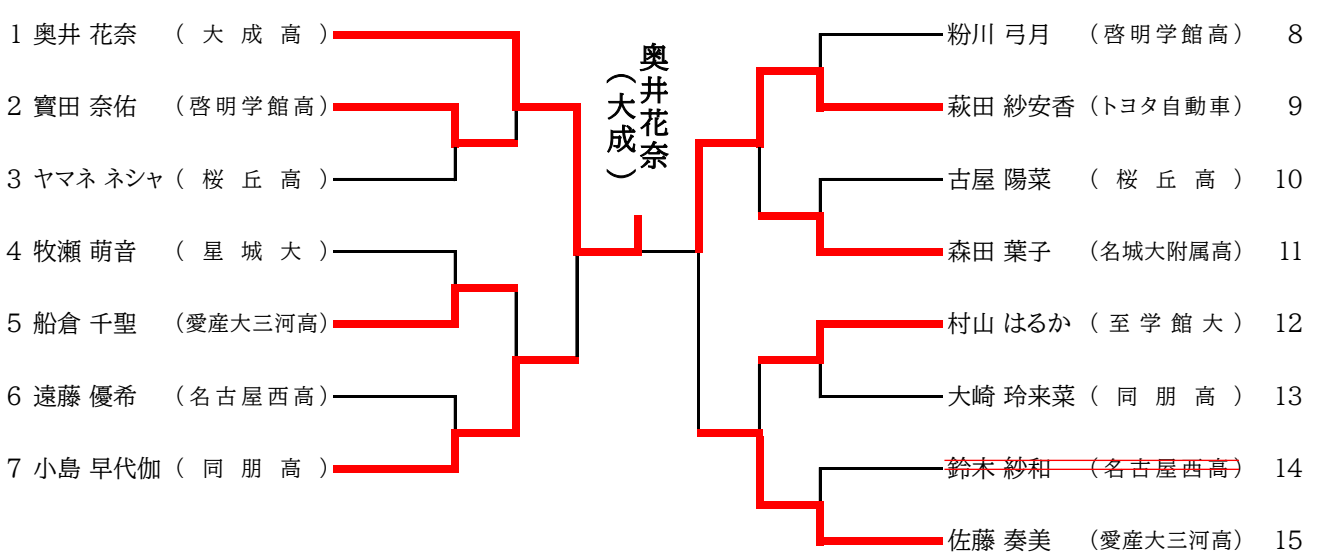 1 奥井 花奈 （ 大 成 高 ）
2 寳田 奈佑 （啓明学館高）
3 ヤマネ ネシャ （ 桜 丘 高 ）
4 牧瀬 萌音 （ 星 城 大 ）
5 船倉 千聖 （愛産大三河高）
6 遠藤 優希 （名古屋西高）
7 小島 早代伽 （ 同 朋 高 ）
奥井花奈
（大成）
粉川 弓月 （啓明学館高） 8
萩田 紗安香 （トヨタ自動車） 9
古屋 陽菜 （ 桜 丘 高 ） 10
森田 葉子 （名城大附属高） 11
村山 はるか （ 至 学 館 大 ） 12
大崎 玲来菜 （ 同 朋 高 ） 13
鈴木 紗和 （名古屋西高） 14
佐藤 奏美 （愛産大三河高） 15